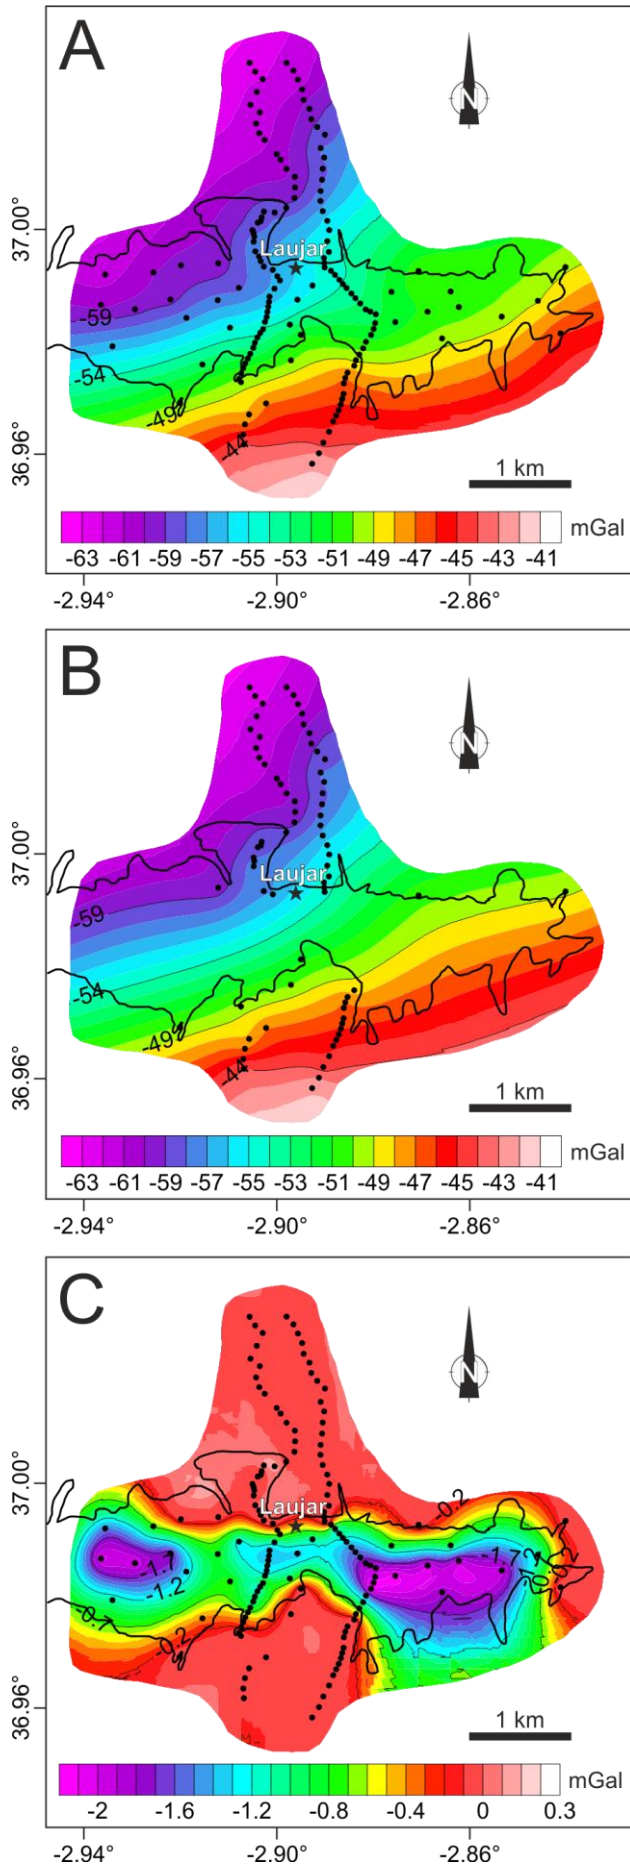 A
N
37.00°
Laujar
-59
-54
-49
-44
36.96°
1 km
mGal
-63 -61 -59 -57 -55 -53 -51 -49 -47 -45 -43 -41
-2.94° -2.90° -2.86°
B
N
37.00°
Laujar
-59
-54
-49
-44
36.96°
1 km
mGal
-63 -61 -59 -57 -55 -53 -51 -49 -47 -45 -43 -41
-2.94° -2.90° -2.86°
C
N
37.00°
-0.2
Laujar
-1.7
-1.7
-1.2
-0.7
-0.2
36.96°
1 km
mGal
-2 -1.6 -1.2 -0.8 -0.4 0 0.3
-2.94° -2.90° -2.86°